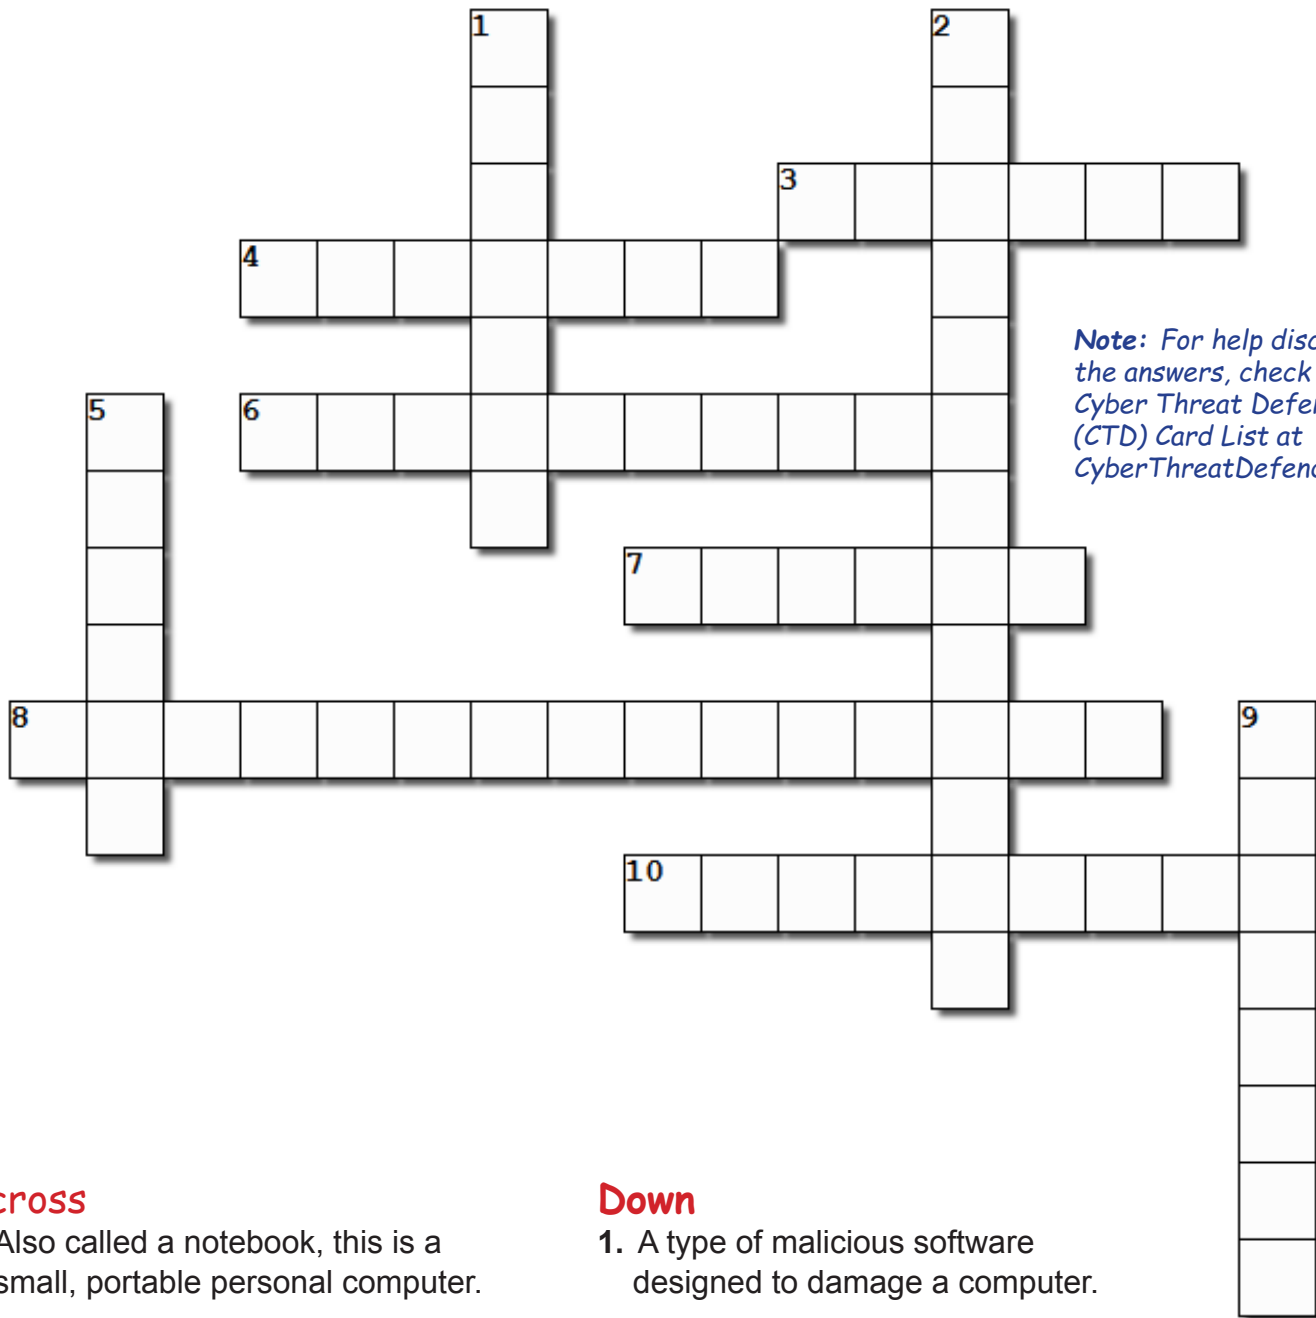 1
2
3
4
Note: For help disc
the answers, check
Cyber Threat Defen
(CTD) Card List at
CyberThreatDefend
5
6
7
8
9
10
cross
Also called a notebook, this is a
small, portable personal computer.
Down
1. A type of malicious software
designed to damage a computer.